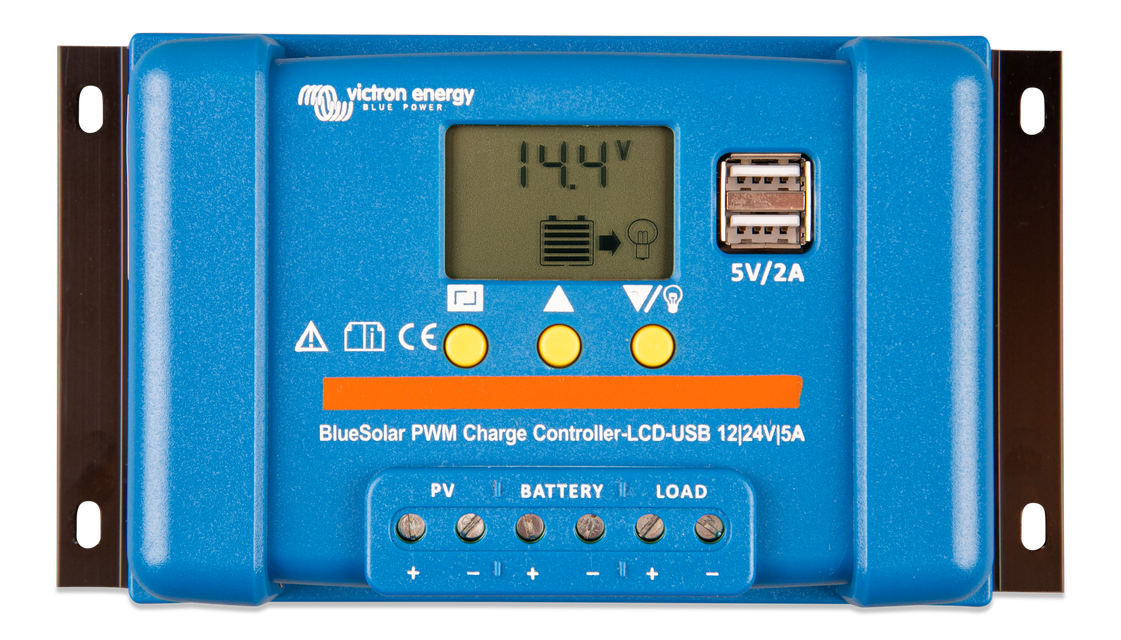 victron energy
BLUE POWER
14.4 V
5V/2A
CE
BlueSolar PWM Charge Controller-LCD-USB 12|24V|5A
PV BATTERY LOAD
+ − + − + −